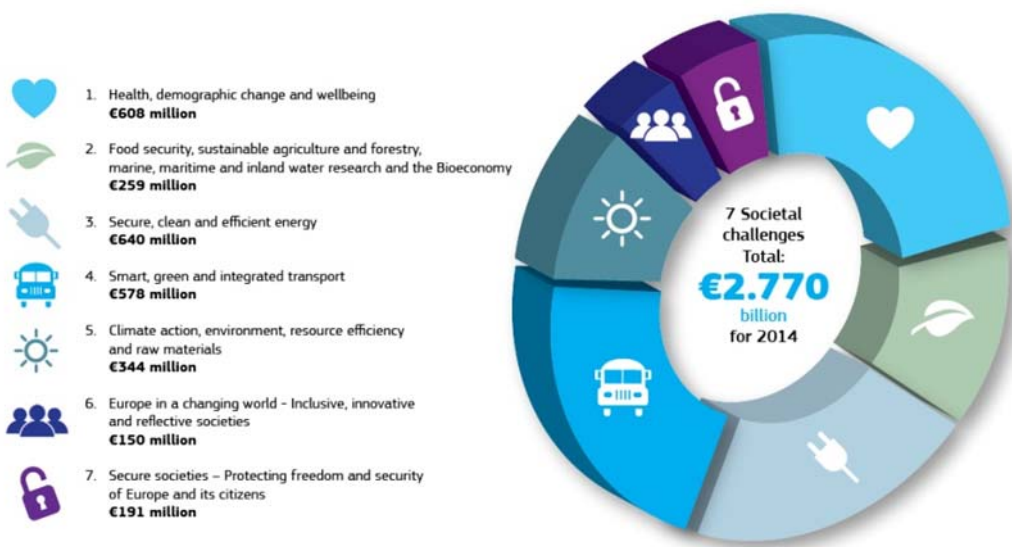 1. Health, demographic change and wellbeing
€608 million
2. Food security, sustainable agriculture and forestry,
marine, maritime and inland water research and the Bioeconomy
€259 million
3. Secure, clean and efficient energy
€640 million
4. Smart, green and integrated transport
€578 million
5. Climate action, environment, resource efficiency
and raw materials
€344 million
6. Europe in a changing world - Inclusive, innovative
and reflective societies
€150 million
7. Secure societies – Protecting freedom and security
of Europe and its citizens
€191 million
7 Societal
challenges
Total:
€2.770
billion
for 2014